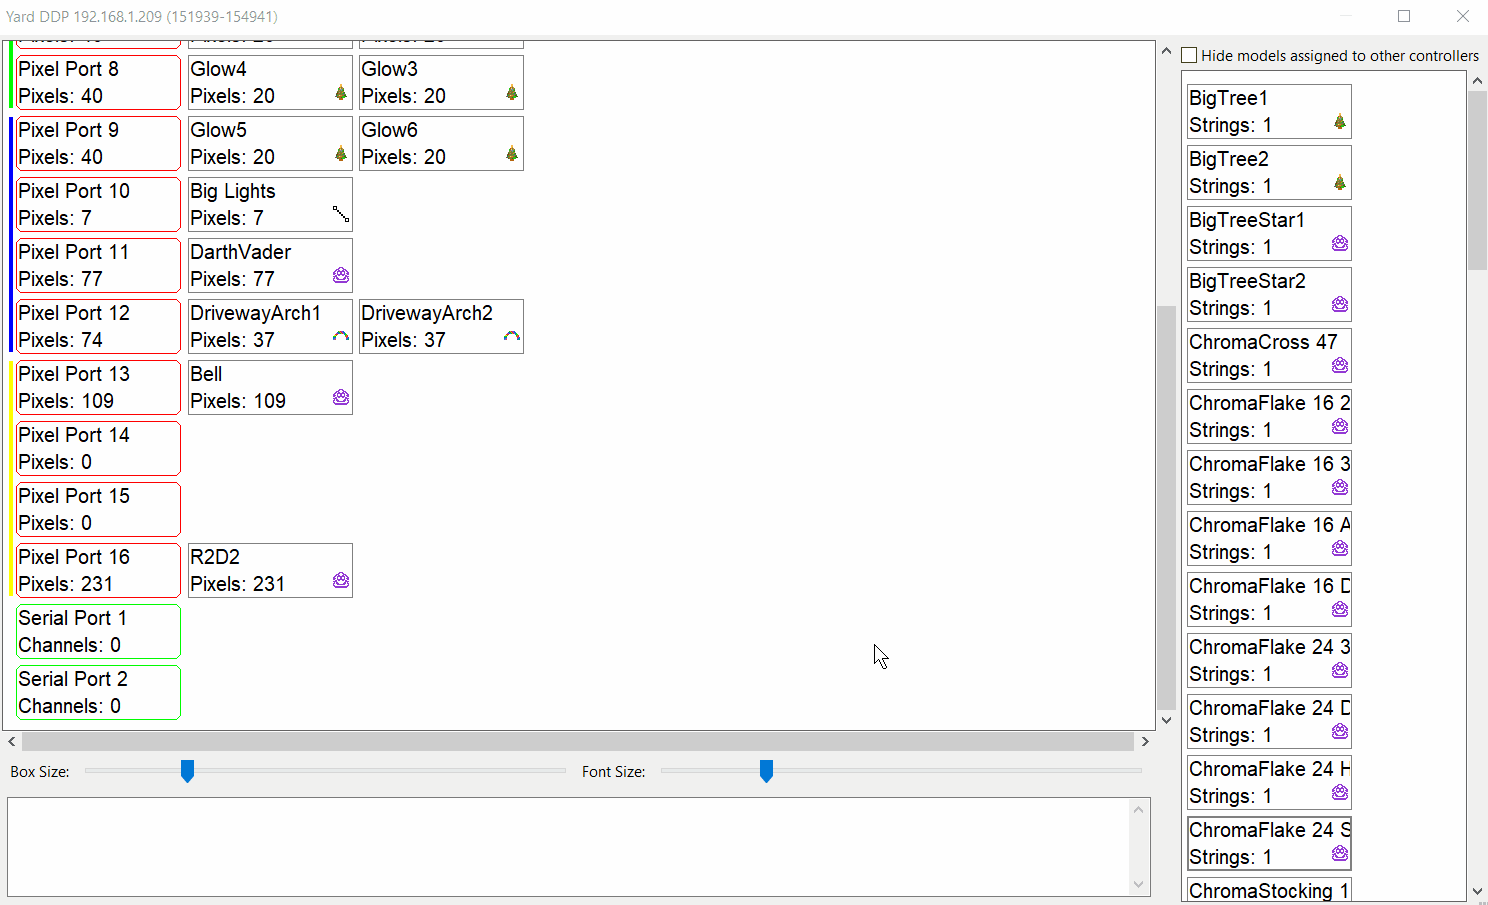 Yard DDP 192.168.1.209 (151939-154941)
Pixel Port 8
Pixels: 40
Glow4
Pixels: 20
Glow3
Pixels: 20
Pixel Port 9
Pixels: 40
Glow5
Pixels: 20
Glow6
Pixels: 20
Pixel Port 10
Pixels: 7
Big Lights
Pixels: 7
Pixel Port 11
Pixels: 77
DarthVader
Pixels: 77
Pixel Port 12
Pixels: 74
DrivewayArch1
Pixels: 37
DrivewayArch2
Pixels: 37
Pixel Port 13
Pixels: 109
Bell
Pixels: 109
Pixel Port 14
Pixels: 0
Pixel Port 15
Pixels: 0
Pixel Port 16
Pixels: 231
R2D2
Pixels: 231
Serial Port 1
Channels: 0
Serial Port 2
Channels: 0
Box Size:
Font Size:
Hide models assigned to other controllers
BigTree1
Strings: 1
BigTree2
Strings: 1
BigTreeStar1
Strings: 1
BigTreeStar2
Strings: 1
ChromaCross 47
Strings: 1
ChromaFlake 16 2
Strings: 1
ChromaFlake 16 3
Strings: 1
ChromaFlake 16 A
Strings: 1
ChromaFlake 16 D
Strings: 1
ChromaFlake 24 3
Strings: 1
ChromaFlake 24 D
Strings: 1
ChromaFlake 24 H
Strings: 1
ChromaFlake 24 S
Strings: 1
ChromaStocking 1